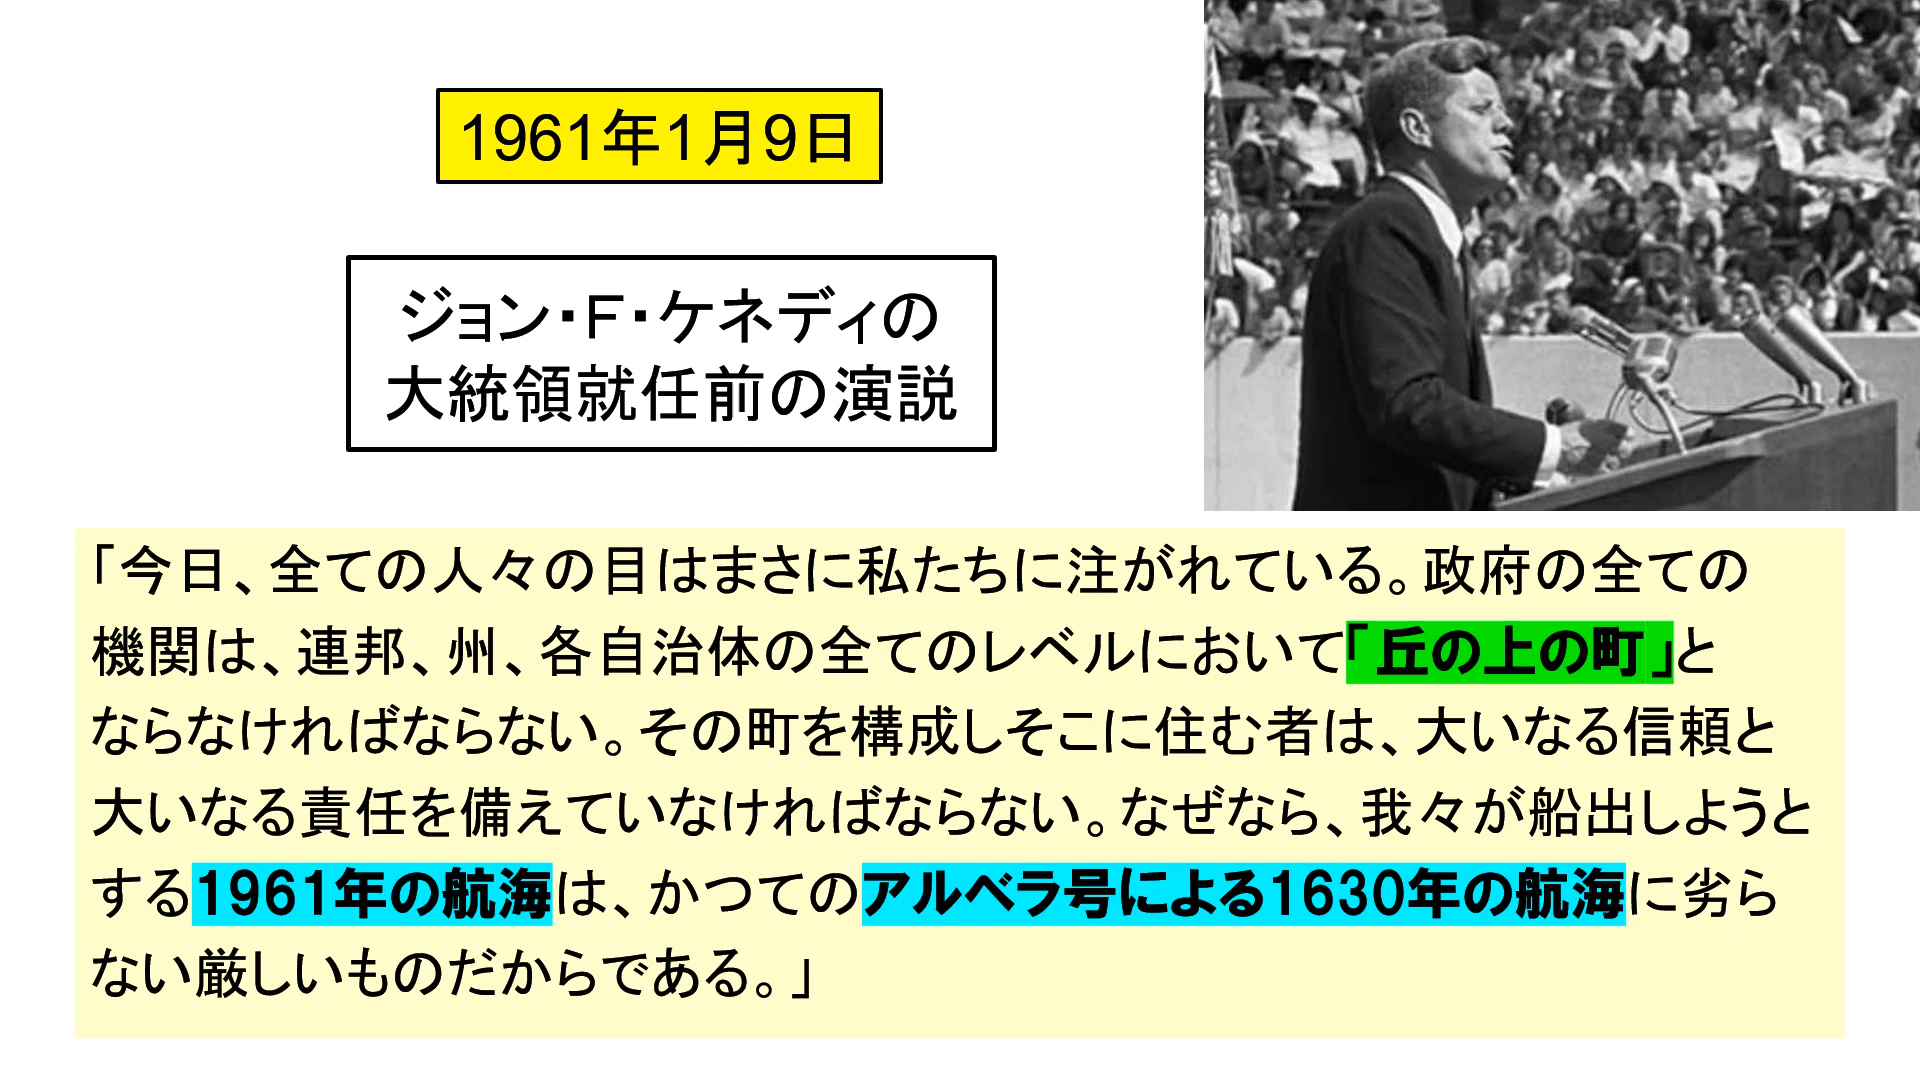 1961年1月9日
ジョン・F・ケネディの
大統領就任前の演説
「今日、全ての人々の目はまさに私たちに注がれている。政府の全ての
機関は、連邦、州、各自治体の全てのレベルにおいて「丘の上の町」と
ならなければならない。その町を構成しそこに住む者は、大いなる信頼と
大いなる責任を備えていなければならない。なぜなら、我々が船出しようと
する1961年の航海は、かつてのアルベラ号による1630年の航海に劣ら
ない厳しいものだからである。」